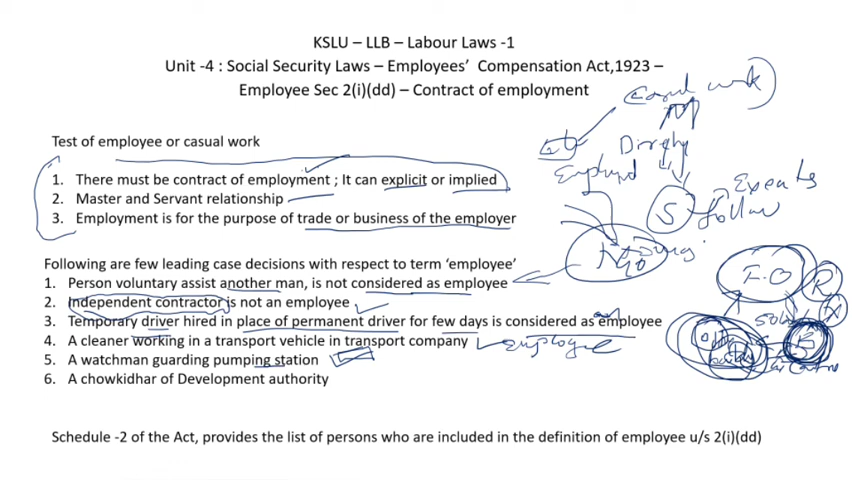 KSLU – LLB – Labour Laws -1
Unit -4 : Social Security Laws – Employees' Compensation Act,1923 –
Employee Sec 2(i)(dd) – Contract of employment
Casual work
Test of employee or casual work
Directly
1. There must be contract of employment ; It can explicit or implied
Employed
2. Master and Servant relationship
S
follow
3. Employment is for the purpose of trade or business of the employer
Following are few leading case decisions with respect to term 'employee'
1. Person voluntary assist another man, is not considered as employee
2. Independent contractor is not an employee
3. Temporary driver hired in place of permanent driver for few days is considered as employee
4. A cleaner working in a transport vehicle in transport company
employee
5. A watchman guarding pumping station
6. A chowkidhar of Development authority
Schedule -2 of the Act, provides the list of persons who are included in the definition of employee u/s 2(i)(dd)